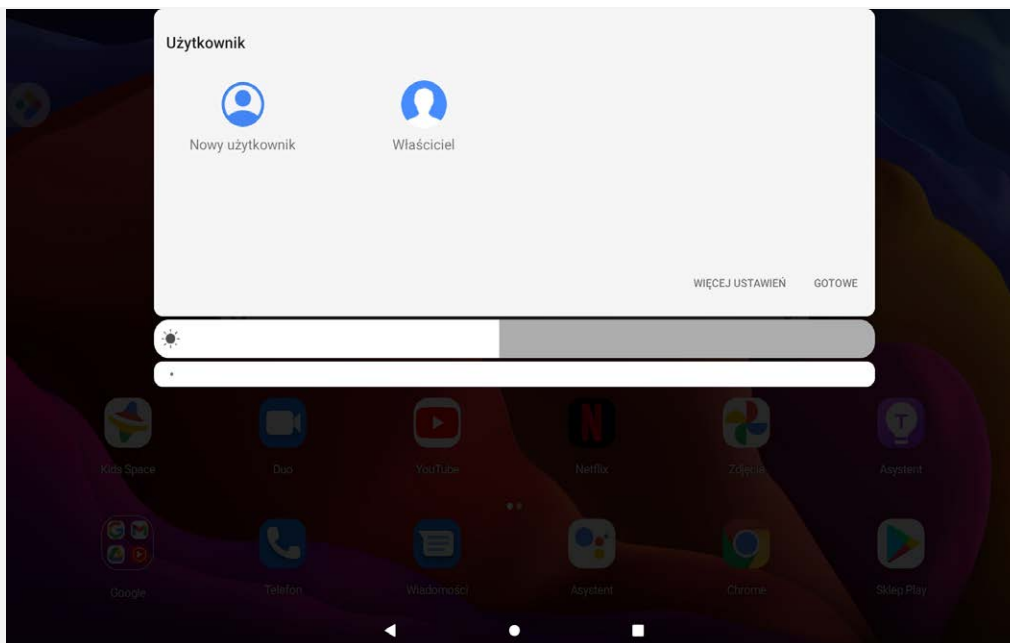 Użytkownik
Nowy użytkownik
Właściciel
WIĘCEJ USTAWIEŃ
GOTOWE
Kids Space
Duo
YouTube
Netflix
Zdjęcia
Asystent
Google
Telefon
Wiadomości
Asystent
Chrome
Sklep Play